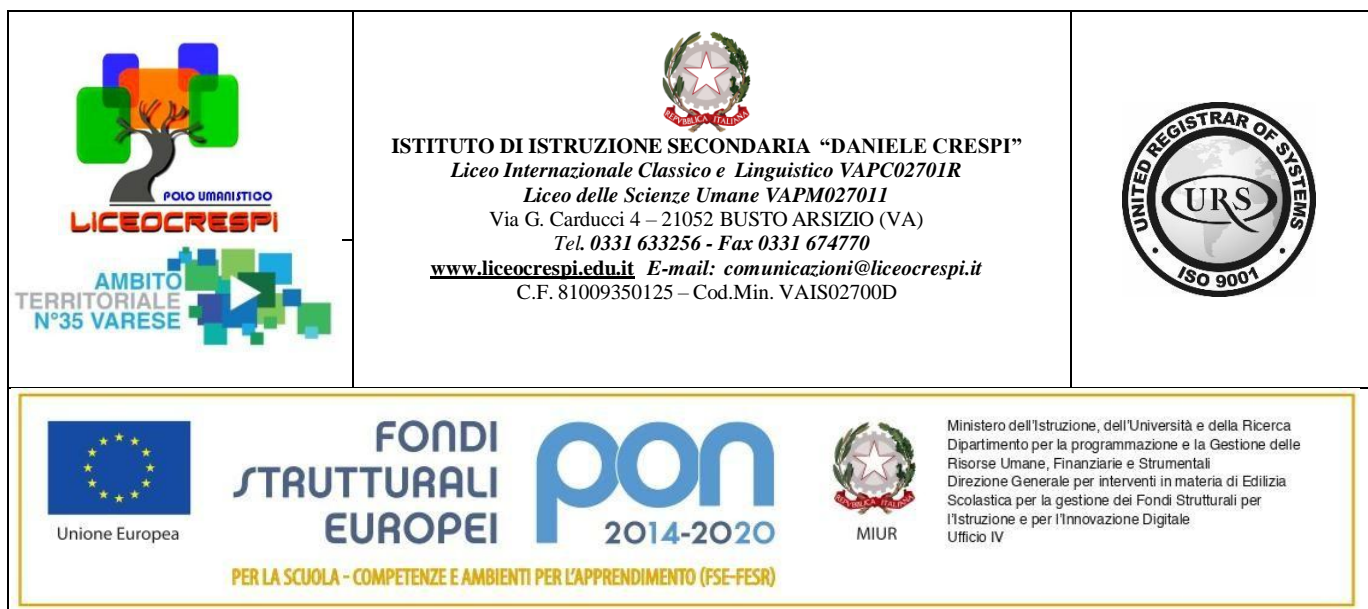 POLO UMANISTICO
LICEOCRESPI
AMBITO
TERRITORIALE
N°35 VARESE
REPVBBLICA ITALIANA
ISTITUTO DI ISTRUZIONE SECONDARIA “DANIELE CRESPI”
Liceo Internazionale Classico e Linguistico VAPC02701R
Liceo delle Scienze Umane VAPM027011
Via G. Carducci 4 – 21052 BUSTO ARSIZIO (VA)
Tel. 0331 633256 - Fax 0331 674770
www.liceocrespi.edu.it E-mail: comunicazioni@liceocrespi.it
C.F. 81009350125 – Cod.Min. VAIS02700D
UNITED REGISTRAR OF SYSTEMS
URS
ISO 9001
Unione Europea
FONDI
STRUTTURALI
EUROPEI
pon
2014-2020
PER LA SCUOLA - COMPETENZE E AMBIENTI PER L'APPRENDIMENTO (FSE-FESR)
REPVBBLICA ITALIANA
MIUR
Ministero dell'Istruzione, dell'Università e della Ricerca
Dipartimento per la programmazione e la Gestione delle
Risorse Umane, Finanziarie e Strumentali
Direzione Generale per interventi in materia di Edilizia
Scolastica per la gestione dei Fondi Strutturali per
l'Istruzione e per l'Innovazione Digitale
Ufficio IV